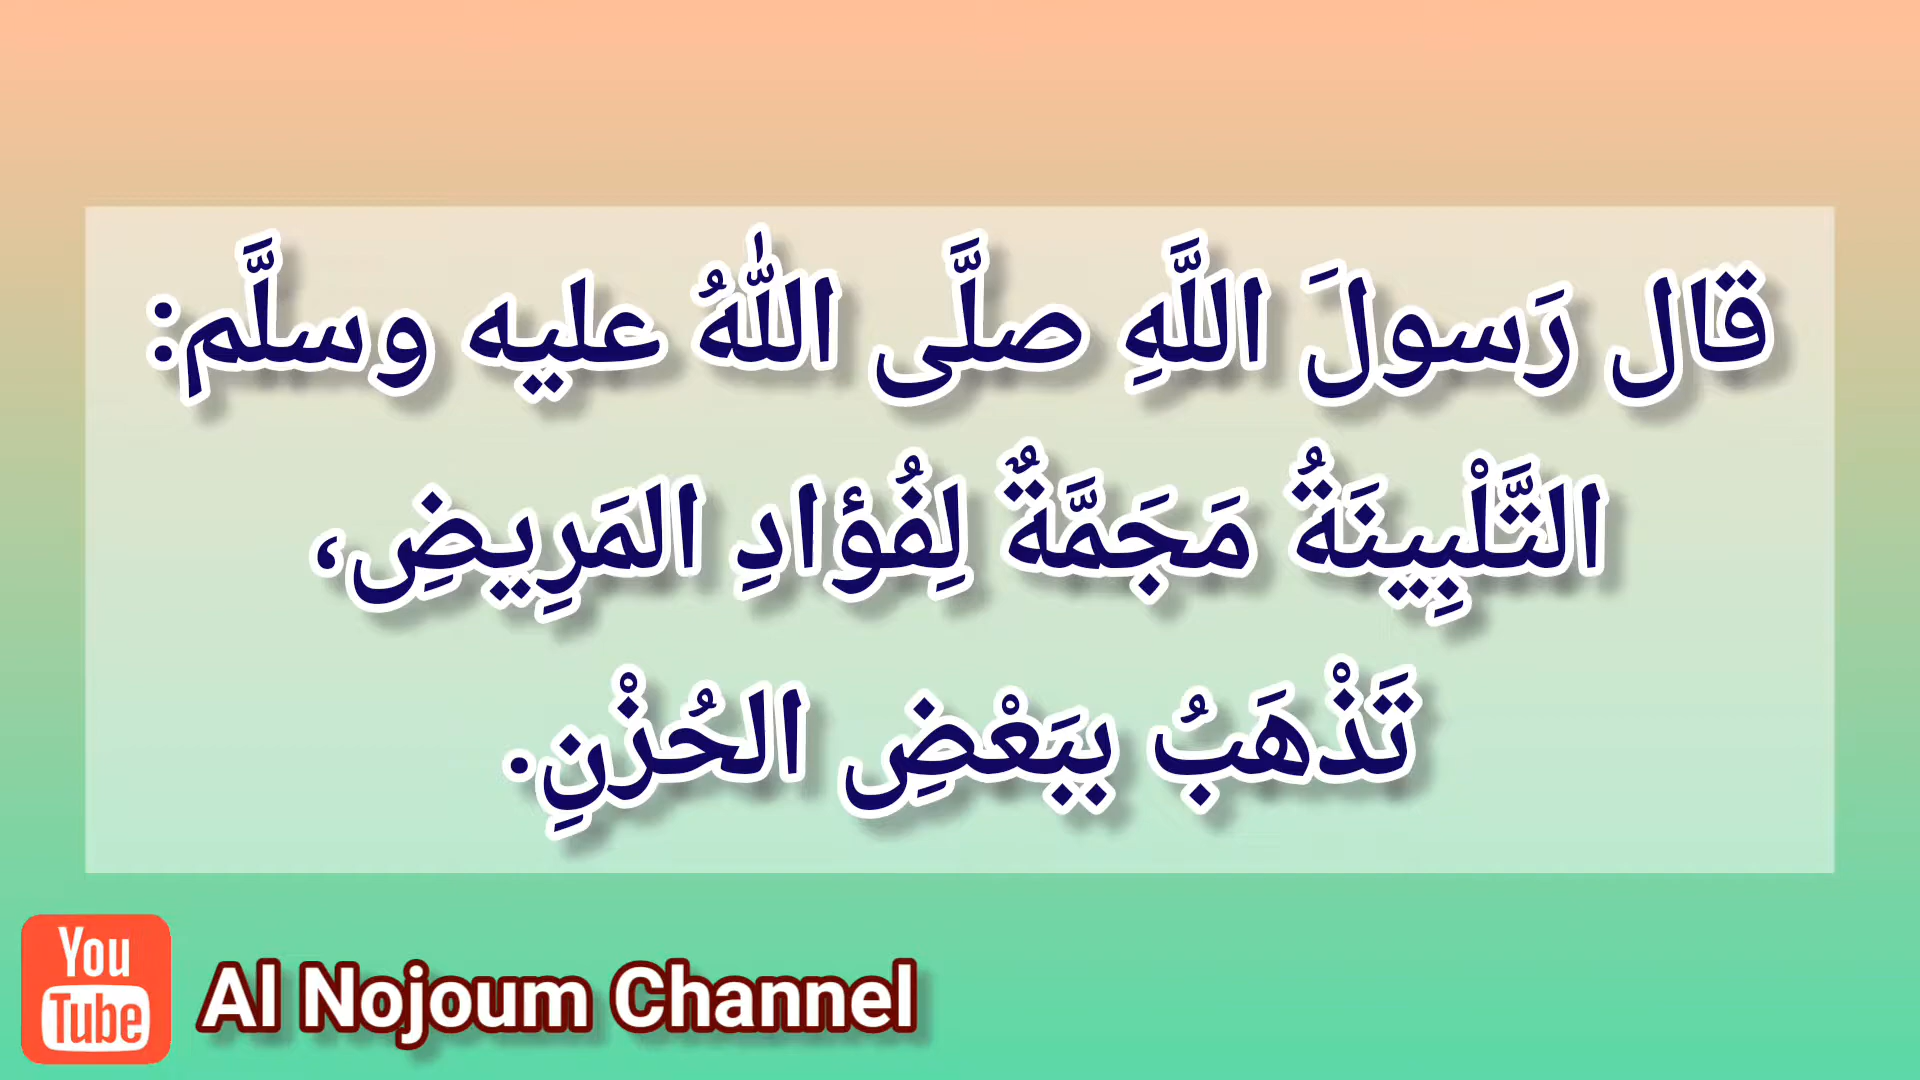 قال رَسولَ اللَّهِ صلَّى اللهُ عليه وسلَّم:
التَّلْبِينَةُ مَجَمَّةٌ لِفُؤادِ المَرِيضِ،
تَذْهَبُ ببَعْضِ الحُزْنِ.
You
Tube
Al Nojoum Channel